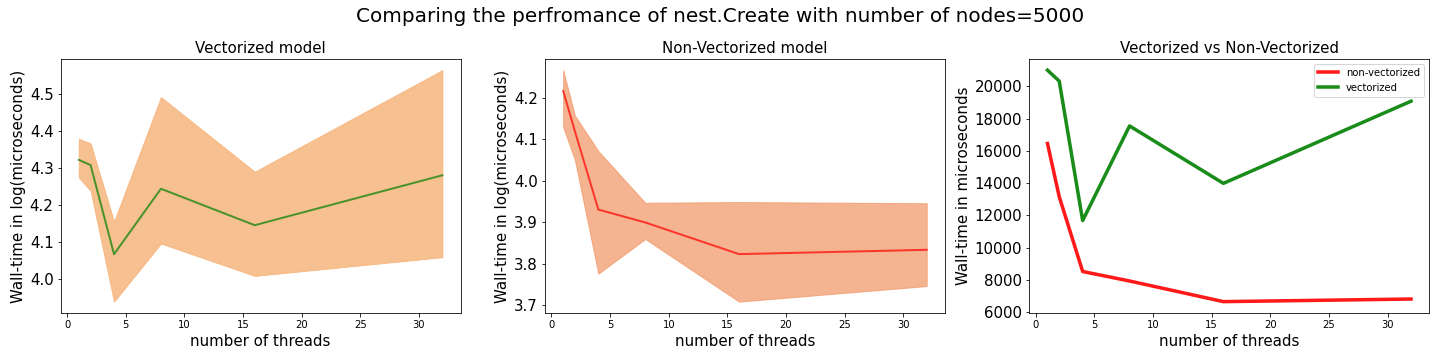 Comparing the perfromance of nest.Create with number of nodes=5000
Vectorized model
Wall-time in log(microseconds)
4.5
4.4
4.3
4.2
4.1
4.0
0 5 10 15 20 25 30
number of threads
Non-Vectorized model
Wall-time in log(microseconds)
4.2
4.1
4.0
3.9
3.8
3.7
0 5 10 15 20 25 30
number of threads
Vectorized vs Non-Vectorized
non-vectorized
vectorized
Wall-time in microseconds
20000
18000
16000
14000
12000
10000
8000
6000
0 5 10 15 20 25 30
number of threads